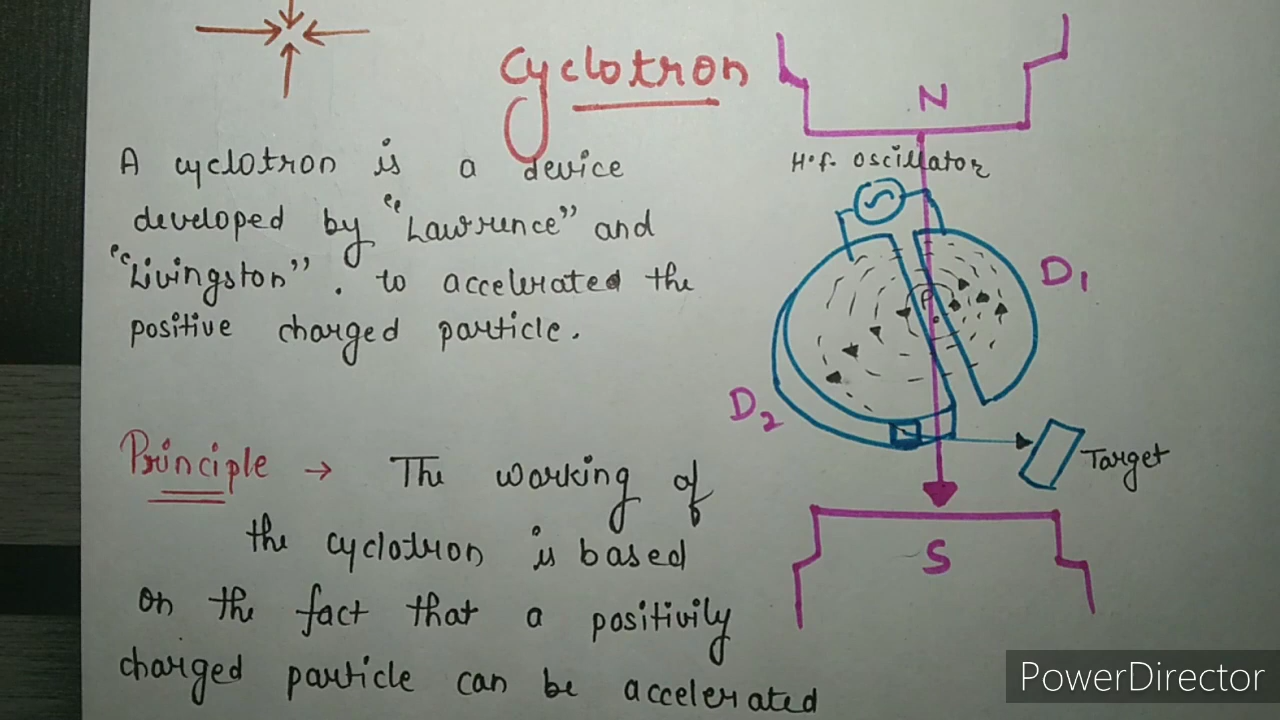 Cyclotron
A cyclotron is a device
developed by "Lawrence" and
"Livingston". to accelerated the
positive charged particle.
Principle → The working of
the cyclotron is based
on the fact that a positivily
charged particle can be accelerated
N
H.f. oscillator
D1
D2
P
Target
S
PowerDirector